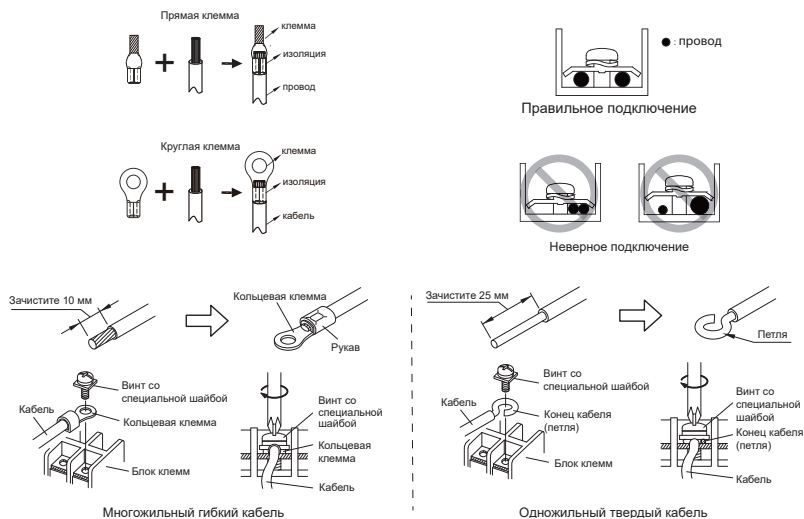 Прямая клемма
клемма
изоляция
провод
: провод
Правильное подключение
Круглая клемма
клемма
изоляция
кабель
Неверное подключение
Зачистите 10 мм
Кольцевая клемма
Рукав
Винт со
специальной шайбой
Кабель
Кольцевая клемма
Блок клемм
Винт со
специальной
шайбой
Кольцевая
клемма
Кабель
Многожильный гибкий кабель
Зачистите 25 мм
Петля
Винт со
специальной шайбой
Кабель
Конец кабеля
(петля)
Блок клемм
Винт со
специальной
шайбой
Конец кабеля
(петля)
Кабель
Одножильный твердый кабель